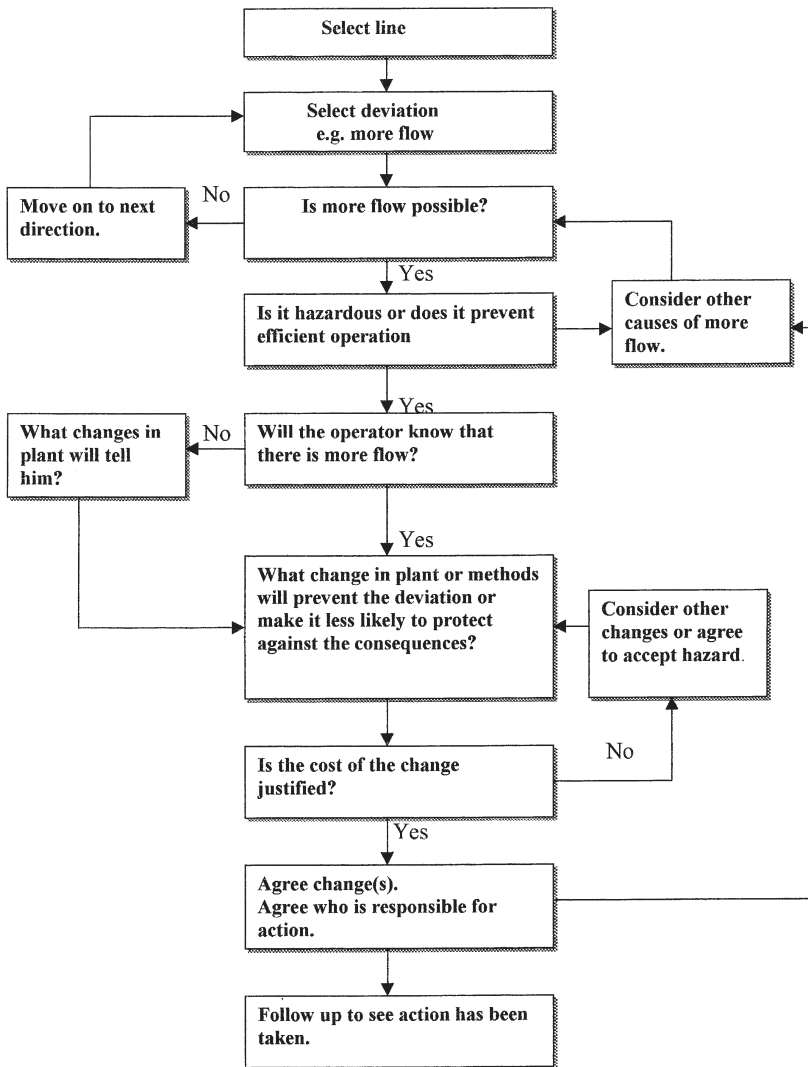 Select line
Select deviation
e.g. more flow
No
Move on to next
direction.
Is more flow possible?
Yes
Is it hazardous or does it prevent
efficient operation
Consider other
causes of more
flow.
Yes
What changes in
plant will tell
him?
No
Will the operator know that
there is more flow?
Yes
What change in plant or methods
will prevent the deviation or
make it less likely to protect
against the consequences?
Consider other
changes or agree
to accept hazard.
No
Is the cost of the change
justified?
Yes
Agree change(s).
Agree who is responsible for
action.
Follow up to see action has been
taken.